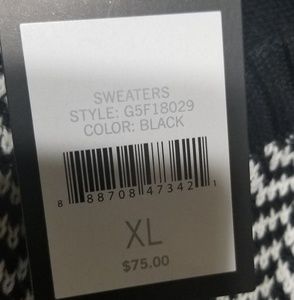 SWEATERS
STYLE: G5F18029
COLOR: BLACK
8 88708 47342 1
XL
$75.00